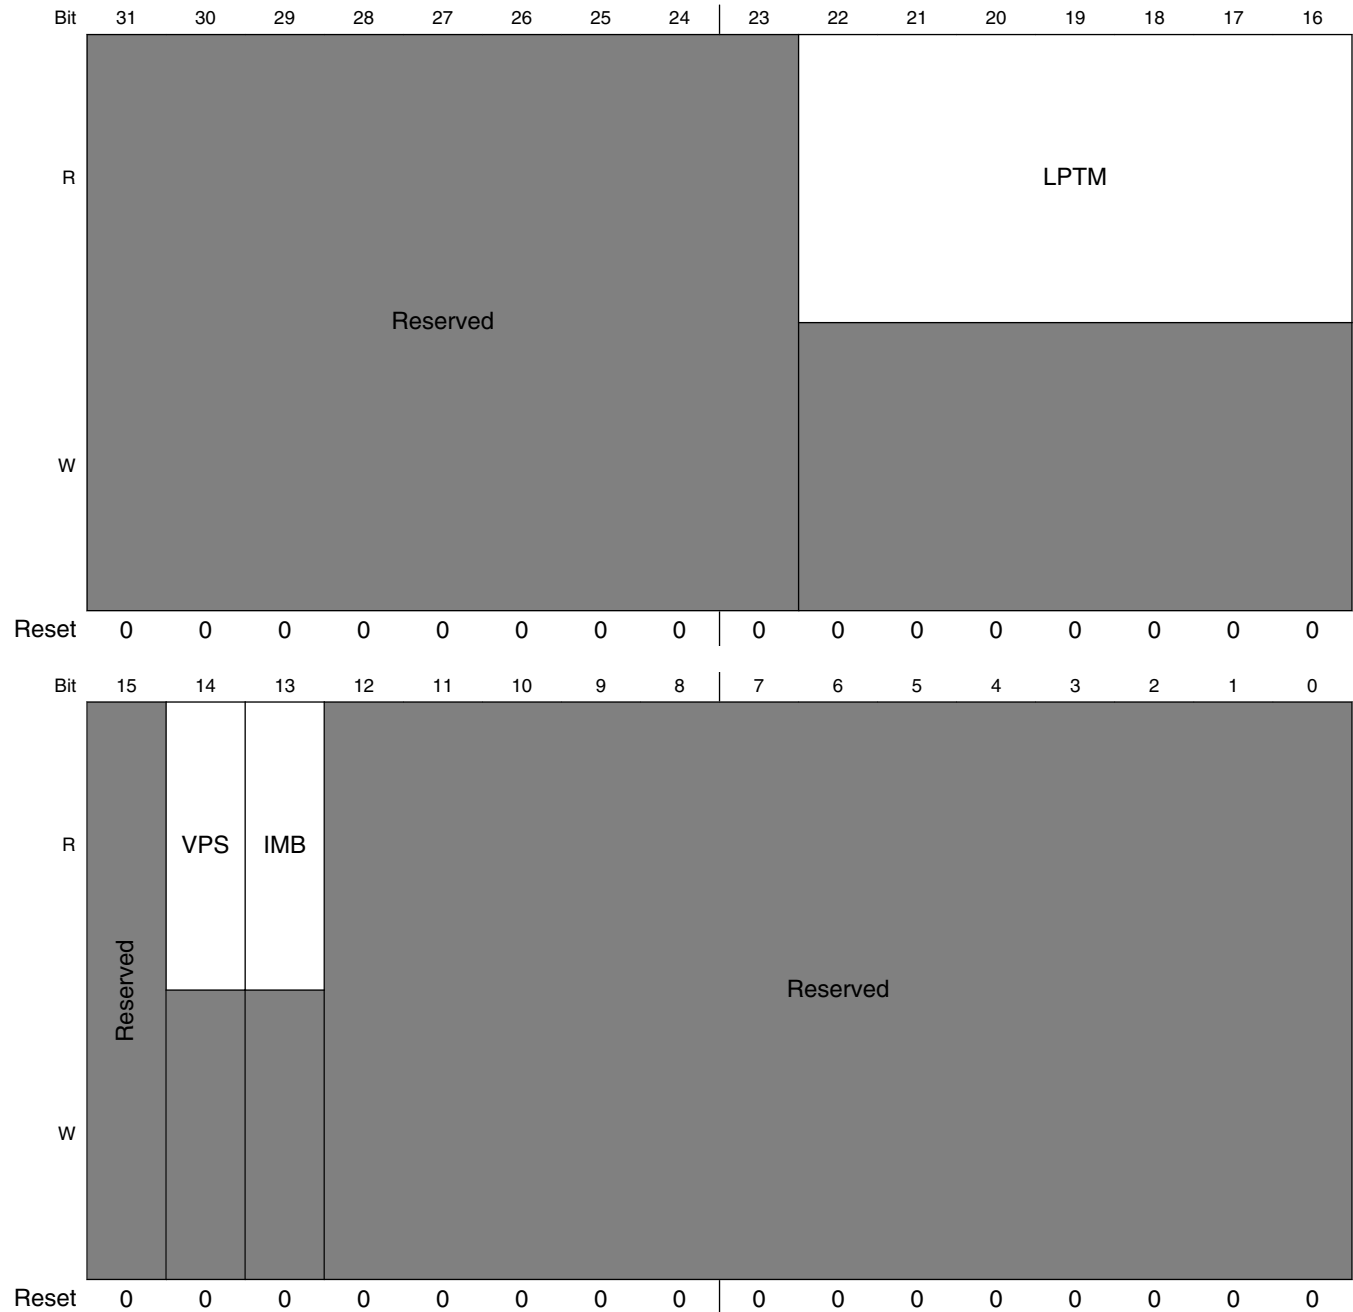 Bit 31 30 29 28 27 26 25 24 23 22 21 20 19 18 17 16
R
LPTM
Reserved
W
Reset 0 0 0 0 0 0 0 0 0 0 0 0 0 0 0 0
Bit 15 14 13 12 11 10 9 8 7 6 5 4 3 2 1 0
R
VPS IMB
Reserved
Reserved
W
Reset 0 0 0 0 0 0 0 0 0 0 0 0 0 0 0 0